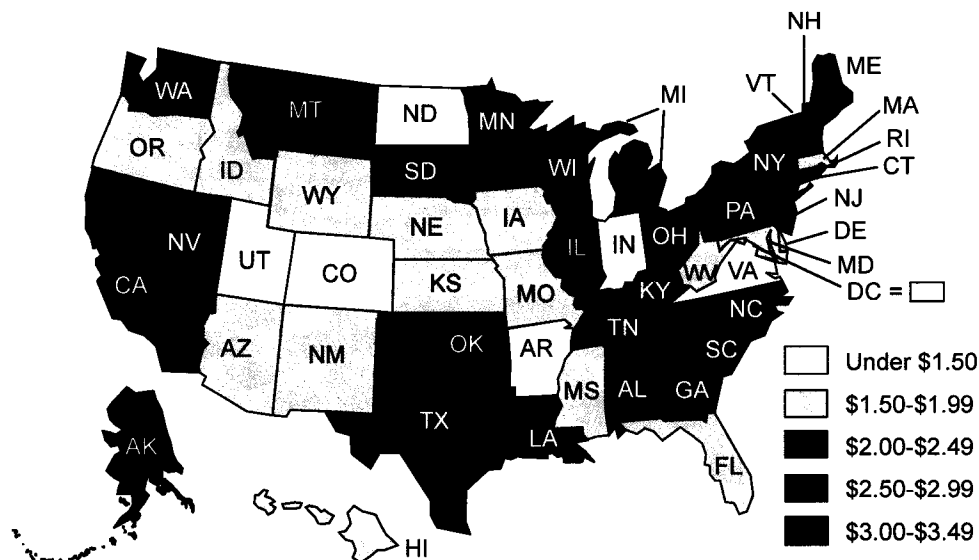 NH
ME
VT
MI
MA
WA
MT
ND
MN
RI
OR
ID
SD
WI
NY
CT
WY
NJ
PA
NE
IA
NV
OH
DE
UT
CO
IL
IN
WV
VA
MD
CA
KS
MO
KY
DC =
NC
TN
OK
AR
SC
AZ
NM
MS
AL
GA
TX
LA
AK
FL
HI
Under $1.50
$1.50-$1.99
$2.00-$2.49
$2.50-$2.99
$3.00-$3.49